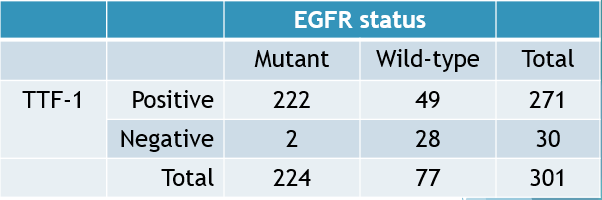 EGFR status
Mutant Wild-type Total
TTF-1 Positive 222 49 271
Negative 2 28 30
Total 224 77 301